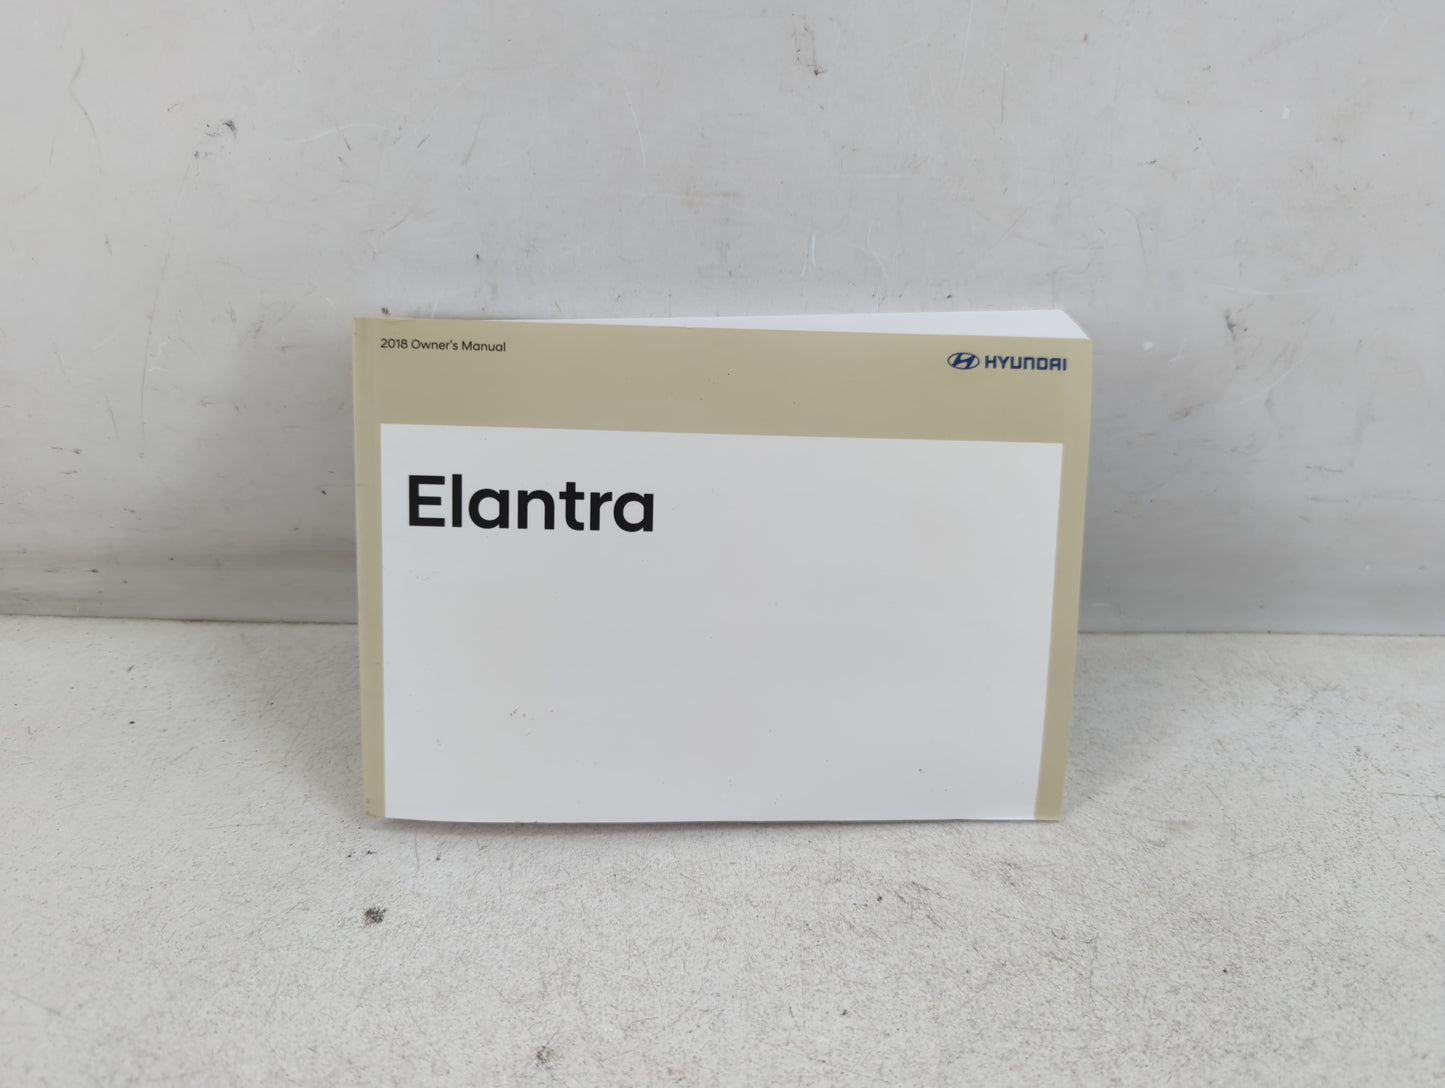 2018 Owner's Manual
HYUNDAI
Elantra